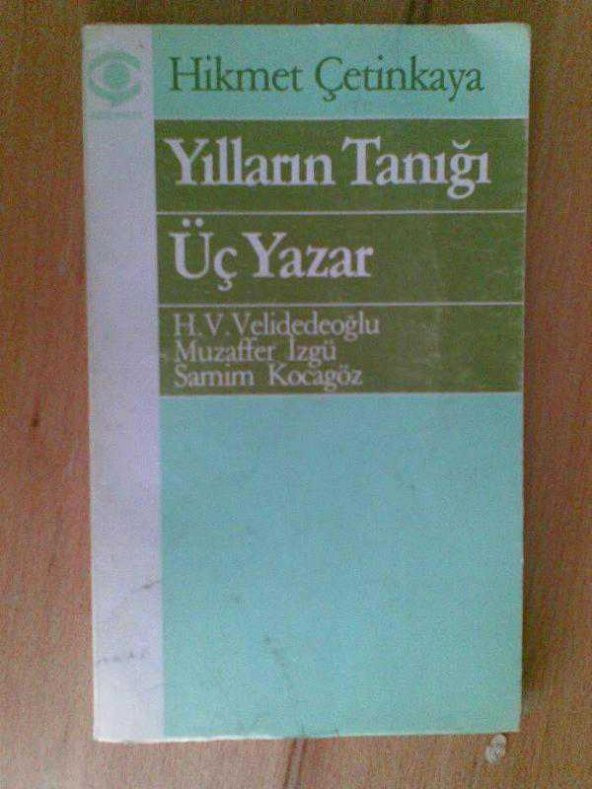 Hikmet Çetinkaya
Yılların Tanığı
Üç Yazar
H.V.Velidedeoğlu
Muzaffer İzgü
Samim Kocagöz